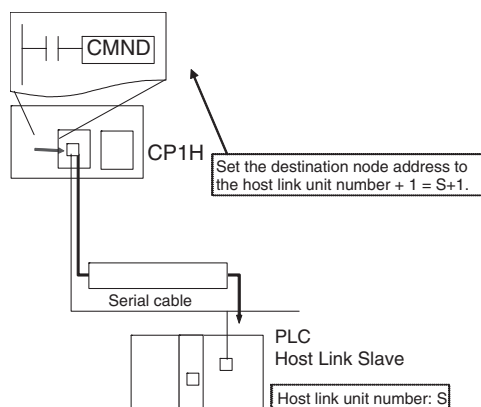 CMND
CP1H
Set the destination node address to
the host link unit number + 1 = S+1.
Serial cable
PLC
Host Link Slave
Host link unit number: S